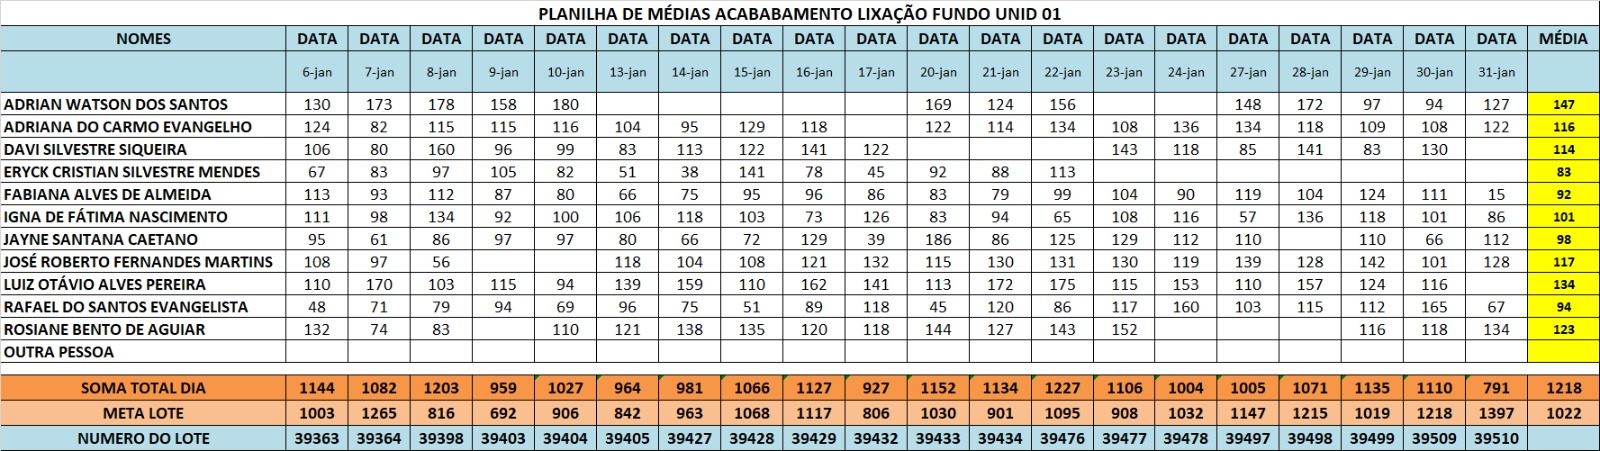 PLANILHA DE MÉDIAS ACABABAMENTO LIXAÇÃO FUNDO UNID 01
NOMES DATA DATA DATA DATA DATA DATA DATA DATA DATA DATA DATA DATA DATA DATA DATA DATA DATA DATA DATA DATA MÉDIA
6-jan 7-jan 8-jan 9-jan 10-jan 13-jan 14-jan 15-jan 16-jan 17-jan 20-jan 21-jan 22-jan 23-jan 24-jan 27-jan 28-jan 29-jan 30-jan 31-jan
ADRIAN WATSON DOS SANTOS 130 173 178 158 180 169 124 156 148 172 97 94 127 147
ADRIANA DO CARMO EVANGELHO 124 82 115 115 116 104 95 129 118 122 114 134 108 136 134 118 109 108 122 116
DAVI SILVESTRE SIQUEIRA 106 80 160 96 99 83 113 122 141 122 143 118 85 141 83 130 114
ERYCK CRISTIAN SILVESTRE MENDES 67 83 97 105 82 51 38 141 78 45 92 88 113 83
FABIANA ALVES DE ALMEIDA 113 93 112 87 80 66 75 95 96 86 83 79 99 104 90 119 104 124 111 15 92
IGNA DE FÁTIMA NASCIMENTO 111 98 134 92 100 106 118 103 73 126 83 94 65 108 116 57 136 118 101 86 101
JAYNE SANTANA CAETANO 95 61 86 97 97 80 66 72 129 39 186 86 125 129 112 110 110 66 112 98
JOSÉ ROBERTO FERNANDES MARTINS 108 97 56 118 104 108 121 132 115 130 131 130 119 139 128 142 101 128 117
LUIZ OTÁVIO ALVES PEREIRA 110 170 103 115 94 139 159 110 162 141 113 172 175 115 153 110 157 124 116 134
RAFAEL DO SANTOS EVANGELISTA 48 71 79 94 69 96 75 51 89 118 45 120 86 117 160 103 115 112 165 67 94
ROSIANE BENTO DE AGUIAR 132 74 83 110 121 138 135 120 118 144 127 143 152 116 118 134 123
OUTRA PESSOA
SOMA TOTAL DIA 1144 1082 1203 959 1027 964 981 1066 1127 927 1152 1134 1227 1106 1004 1005 1071 1135 1110 791 1218
META LOTE 1003 1265 816 692 906 842 963 1068 1117 806 1030 901 1095 908 1032 1147 1215 1019 1218 1397 1022
NUMERO DO LOTE 39363 39364 39398 39403 39404 39405 39427 39428 39429 39432 39433 39434 39476 39477 39478 39497 39498 39499 39509 39510